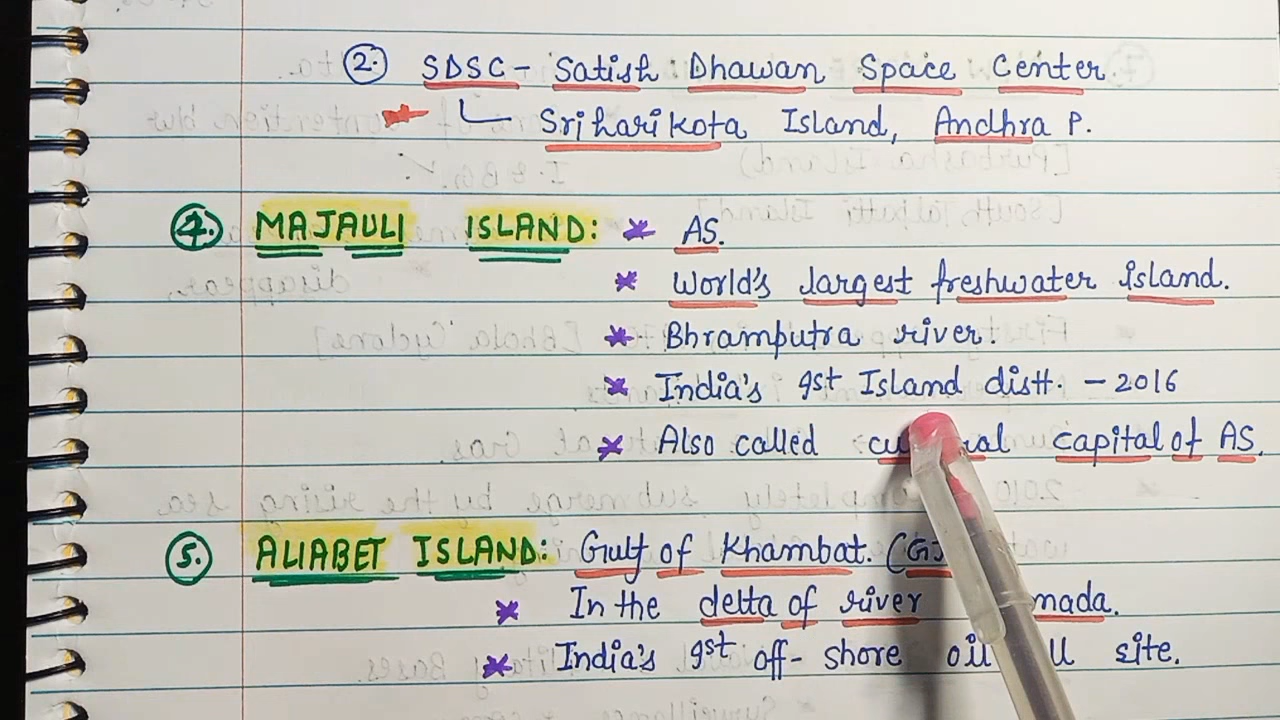 2. SDSC - Satish Dhawan Space Center.
Sriharikota Island, Andhra P.
4. MAJAULI ISLAND: * AS.
* World's largest freshwater island.
* Bhramputra river.
* India's 1st Island distt. - 2016
* Also called capital of AS.
5. ALIABET ISLAND: Gulf of Khambat. (GJ
* In the delta of river
* India's 1st off-shore site.